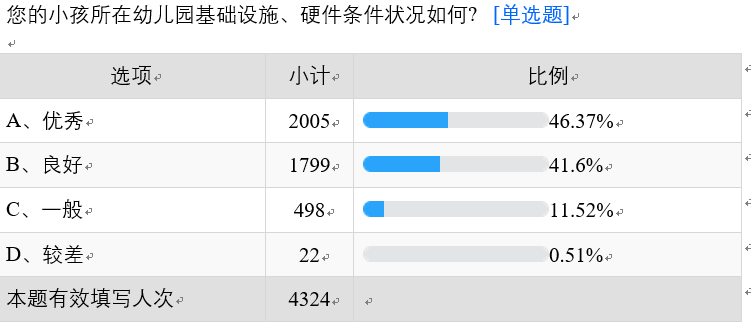 您的小孩所在幼儿园基础设施、硬件条件状况如何? [单选题]
选项 小计 比例
A、优秀 2005 46.37%
B、良好 1799 41.6%
C、一般 498 11.52%
D、较差 22 0.51%
本题有效填写人次 4324